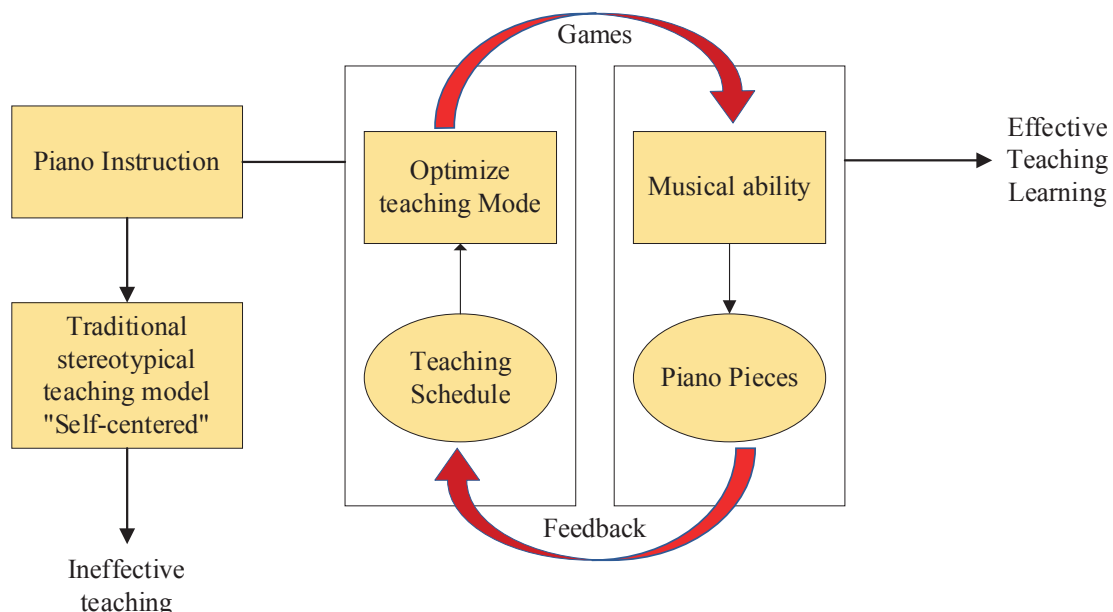 Games
Piano Instruction
Optimize
teaching Mode
Musical ability
Effective
Teaching
Learning
Traditional
stereotypical
teaching model
"Self-centered"
Teaching
Schedule
Piano Pieces
Feedback
Ineffective
teaching